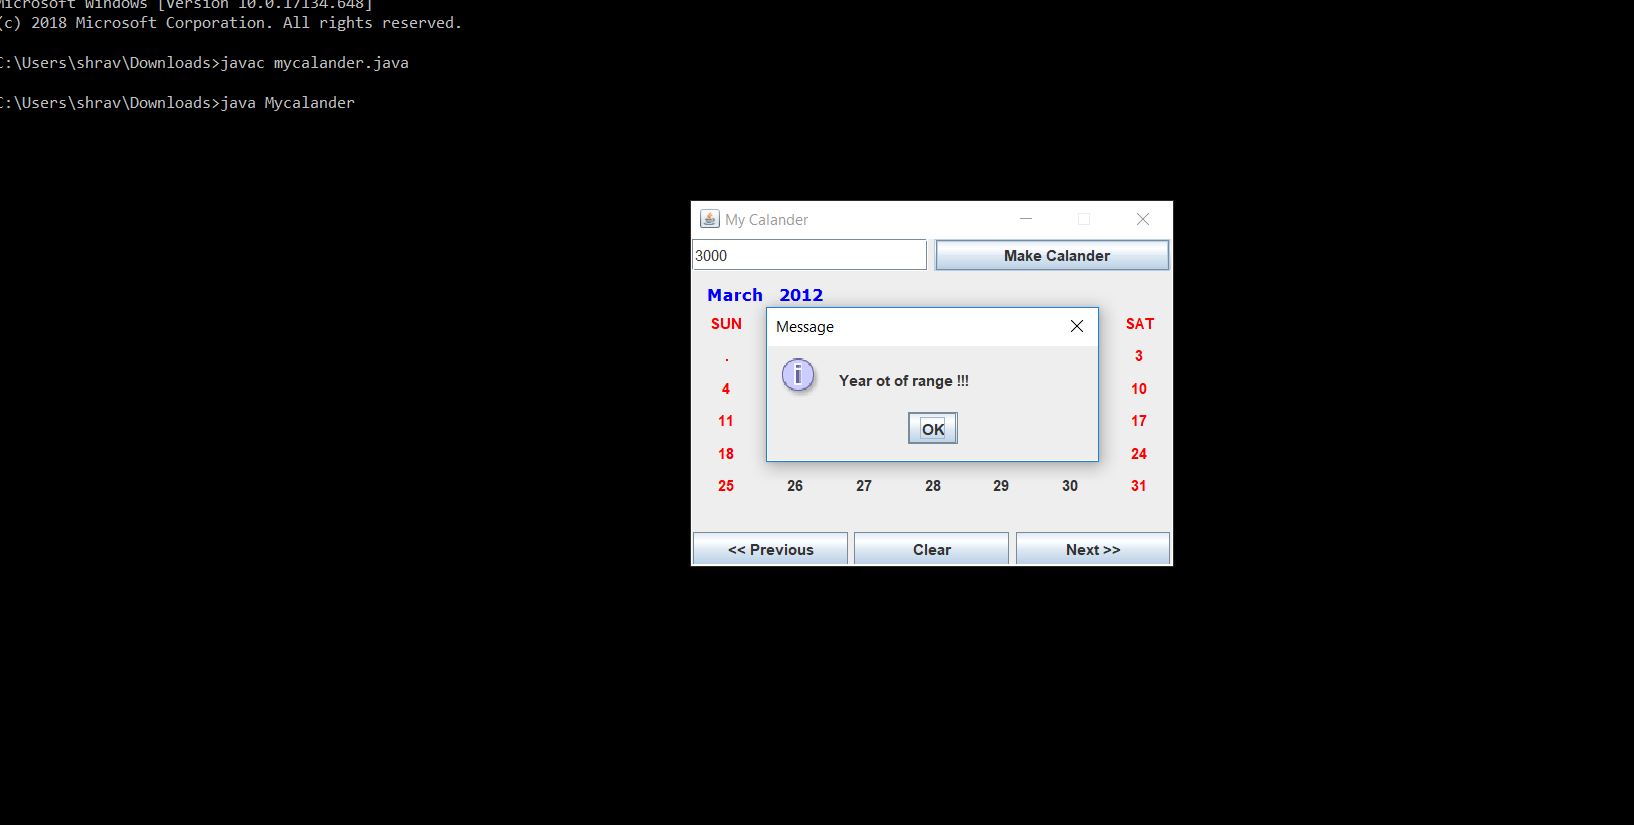 Microsoft Windows [Version 10.0.17134.648]
(c) 2018 Microsoft Corporation. All rights reserved.
C:\Users\shrav\Downloads>javac mycalander.java
C:\Users\shrav\Downloads>java Mycalander
My Calander
3000 Make Calander
March 2012
SUN SAT
. 3
4 10
11 17
18 24
25 26 27 28 29 30 31
Message
i Year ot of range !!!
OK
<< Previous Clear Next >>